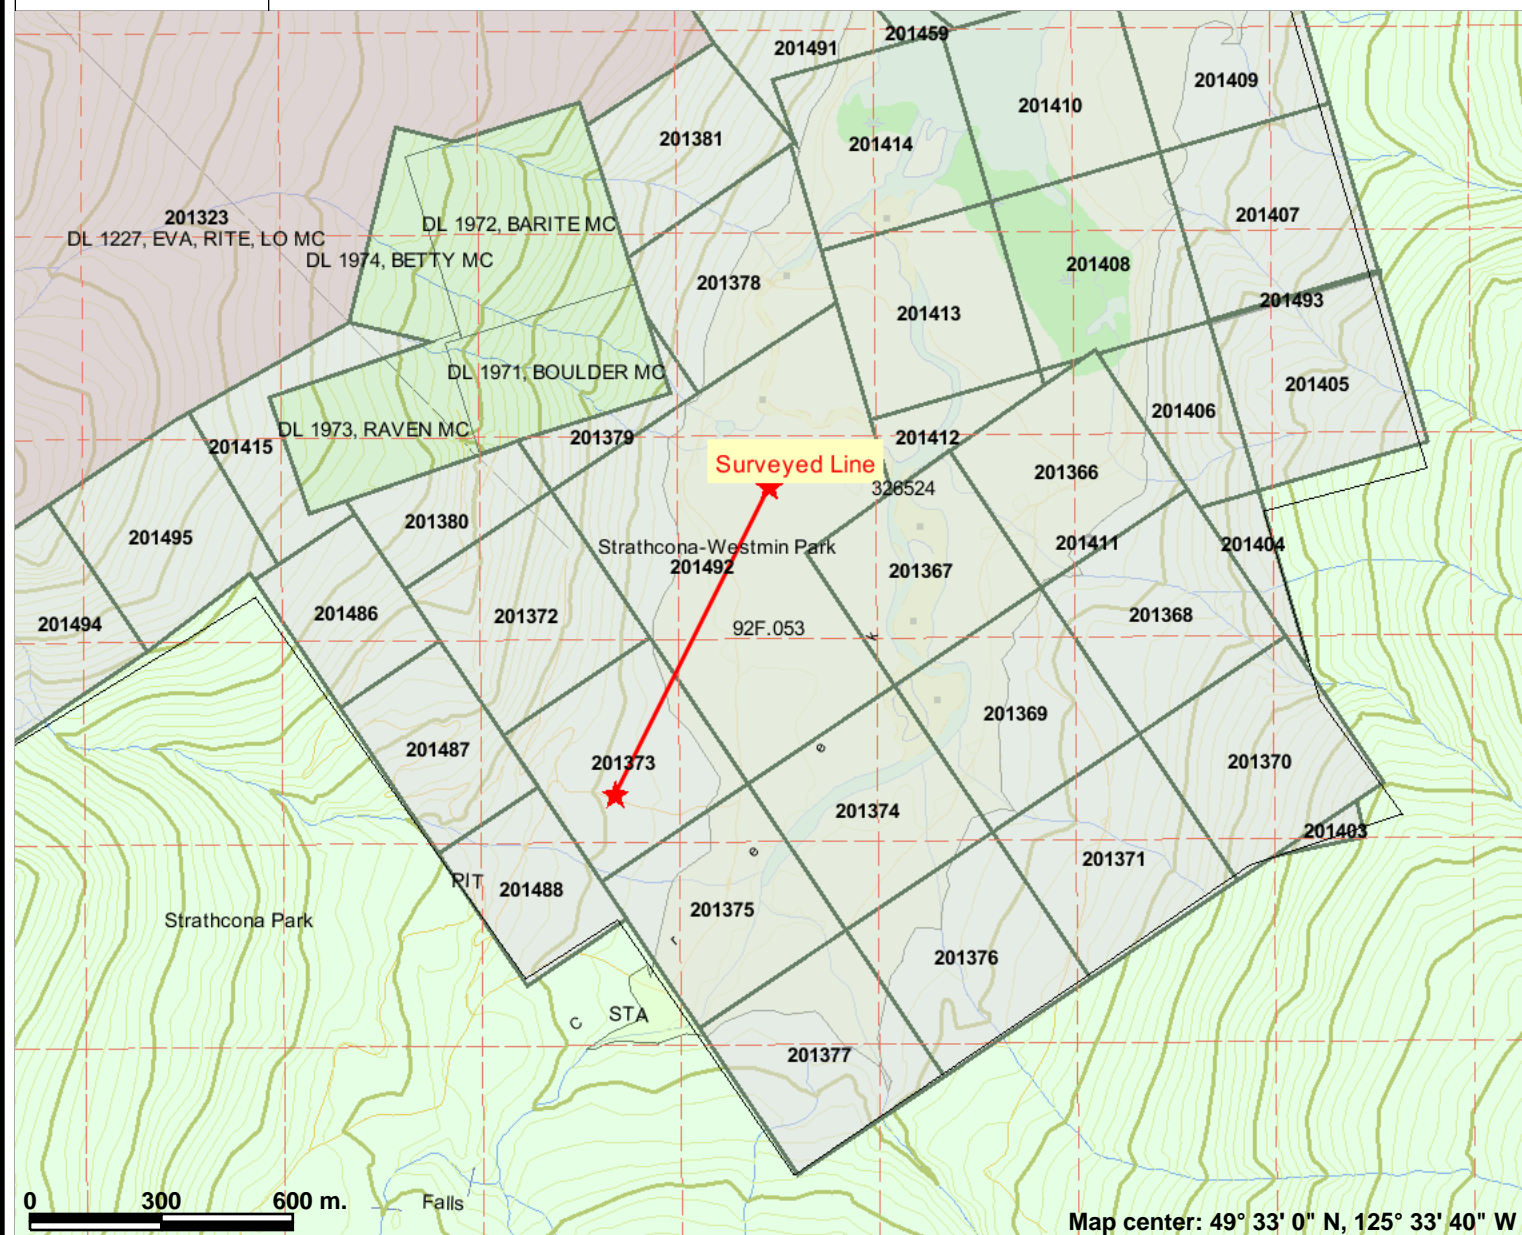 201459
201491
201409
201410
201381
201414
201323
DL 1972, BARITE MC
201407
DL 1227, EVA, RITE, LO MC
DL 1974, BETTY MC
201408
201378
201493
201413
DL 1971, BOULDER MC
201405
201406
DL 1973, RAVEN MC
201379
201412
201415
Surveyed Line
201366
326524
201380
201495
Strathcona-Westmin Park
201411
201404
201492
201367
201486
201372
201368
201494
92F.053
k
201369
201487
e
201373
201370
201374
201403
e
201371
PIT
201488
201375
Strathcona Park
r
201376
STA
C
201377
0 300 600 m.
Falls
Map center: 49° 33' 0" N, 125° 33' 40" W